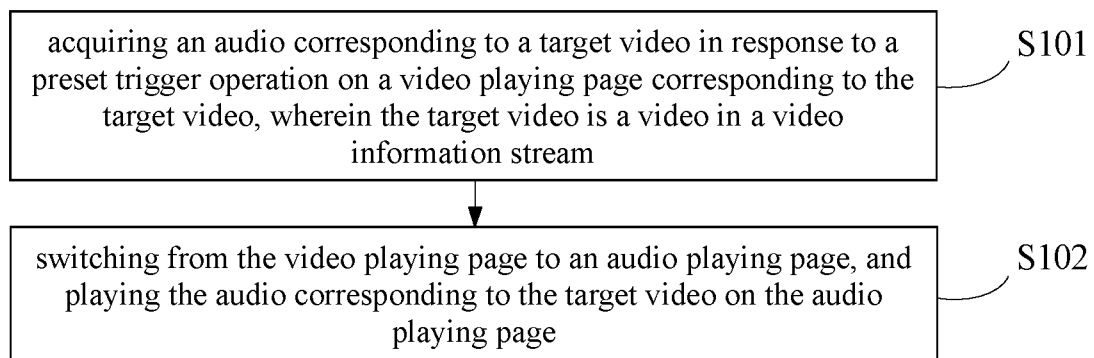 acquiring an audio corresponding to a target video in response to a
preset trigger operation on a video playing page corresponding to the
target video, wherein the target video is a video in a video
information stream
S101
switching from the video playing page to an audio playing page, and
playing the audio corresponding to the target video on the audio
playing page
S102